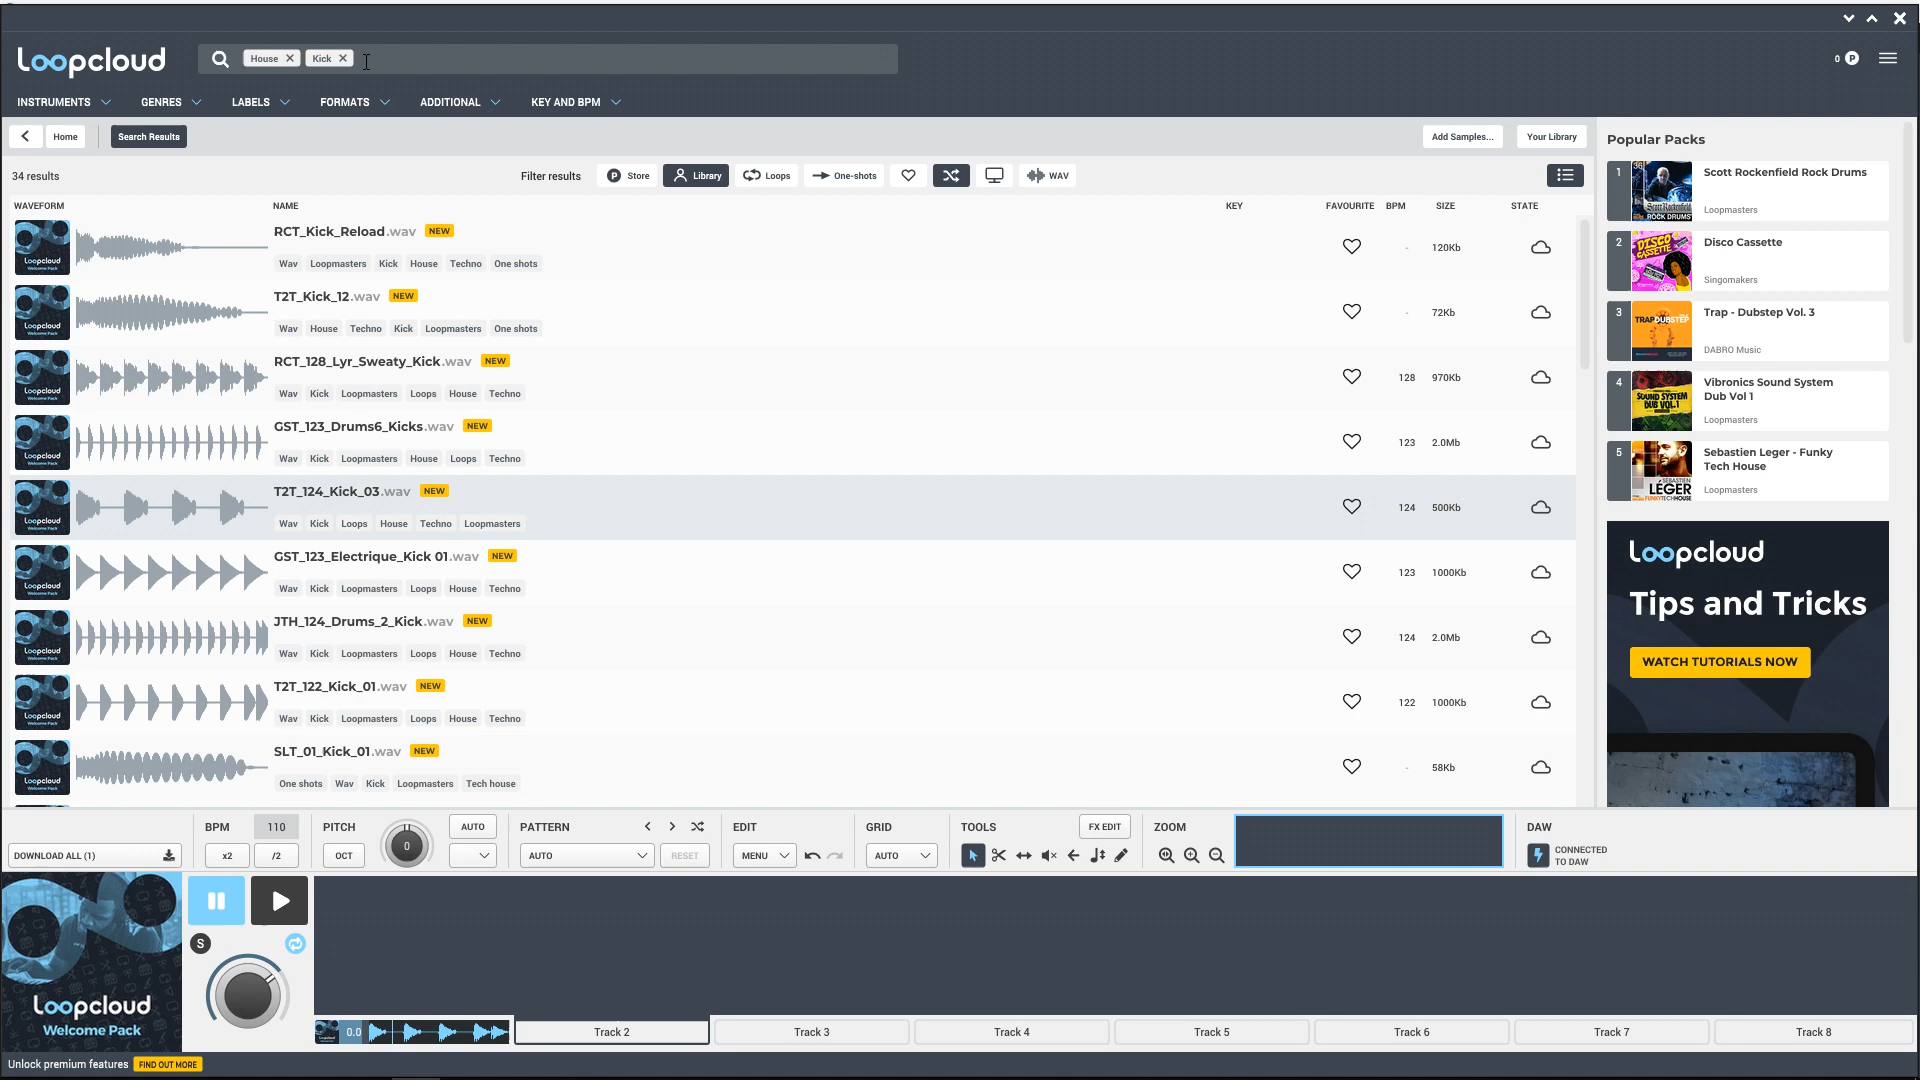 Loopcloud
House
Kick
0
INSTRUMENTS
GENRES
LABELS
FORMATS
ADDITIONAL
KEY AND BPM
Home
Search Results
Add Samples...
Your Library
34 results
Filter results
Store
Library
Loops
One-shots
WAV
WAVEFORM
NAME
KEY
FAVOURITE
BPM
SIZE
STATE
RCT_Kick_Reload.wav NEW
Wav Loopmasters Kick House Techno One shots
- 120Kb
T2T_Kick_12.wav NEW
Wav House Techno Kick Loopmasters One shots
- 72Kb
RCT_128_Lyr_Sweaty_Kick.wav NEW
Wav Kick Loopmasters Loops House Techno
128 970Kb
GST_123_Drums6_Kicks.wav NEW
Wav Kick Loopmasters House Loops Techno
123 2.0Mb
T2T_124_Kick_03.wav NEW
Wav Kick Loops House Techno Loopmasters
124 500Kb
GST_123_Electrique_Kick 01.wav NEW
Wav Kick Loopmasters Loops House Techno
123 1000Kb
JTH_124_Drums_2_Kick.wav NEW
Wav Kick Loopmasters Loops House Techno
124 2.0Mb
T2T_122_Kick_01.wav NEW
Wav Kick Loopmasters Loops House Techno
122 1000Kb
SLT_01_Kick_01.wav NEW
One shots Wav Kick Loopmasters Tech house
- 58Kb
Popular Packs
1
Scott Rockenfield Rock Drums
Loopmasters
2
Disco Cassette
Singomakers
3
Trap - Dubstep Vol. 3
DABRO Music
4
Vibronics Sound System
Dub Vol 1
Loopmasters
5
Sebastien Leger - Funky
Tech House
Loopmasters
Loopcloud
Tips and Tricks
WATCH TUTORIALS NOW
DOWNLOAD ALL (1)
BPM 110
x2 /2
PITCH
OCT
0
AUTO
PATTERN
AUTO
RESET
EDIT
MENU
GRID
AUTO
TOOLS
FX EDIT
ZOOM
DAW
CONNECTED
TO DAW
S
Loopcloud
Welcome Pack
0.0
Track 2
Track 3
Track 4
Track 5
Track 6
Track 7
Track 8
Unlock premium features
FIND OUT MORE